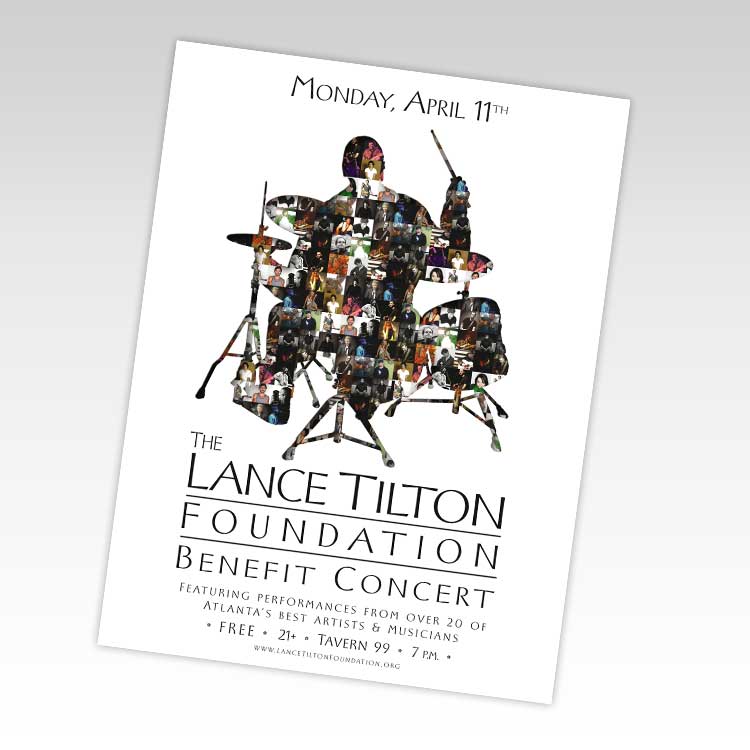 Monday, April 11th
The
Lance Tilton
Foundation
Benefit Concert
Featuring performances from over 20 of
Atlanta's best artists & musicians
• FREE • 21+ • Tavern 99 • 7 p.m. •
www.lanceTiltonFoundation.org